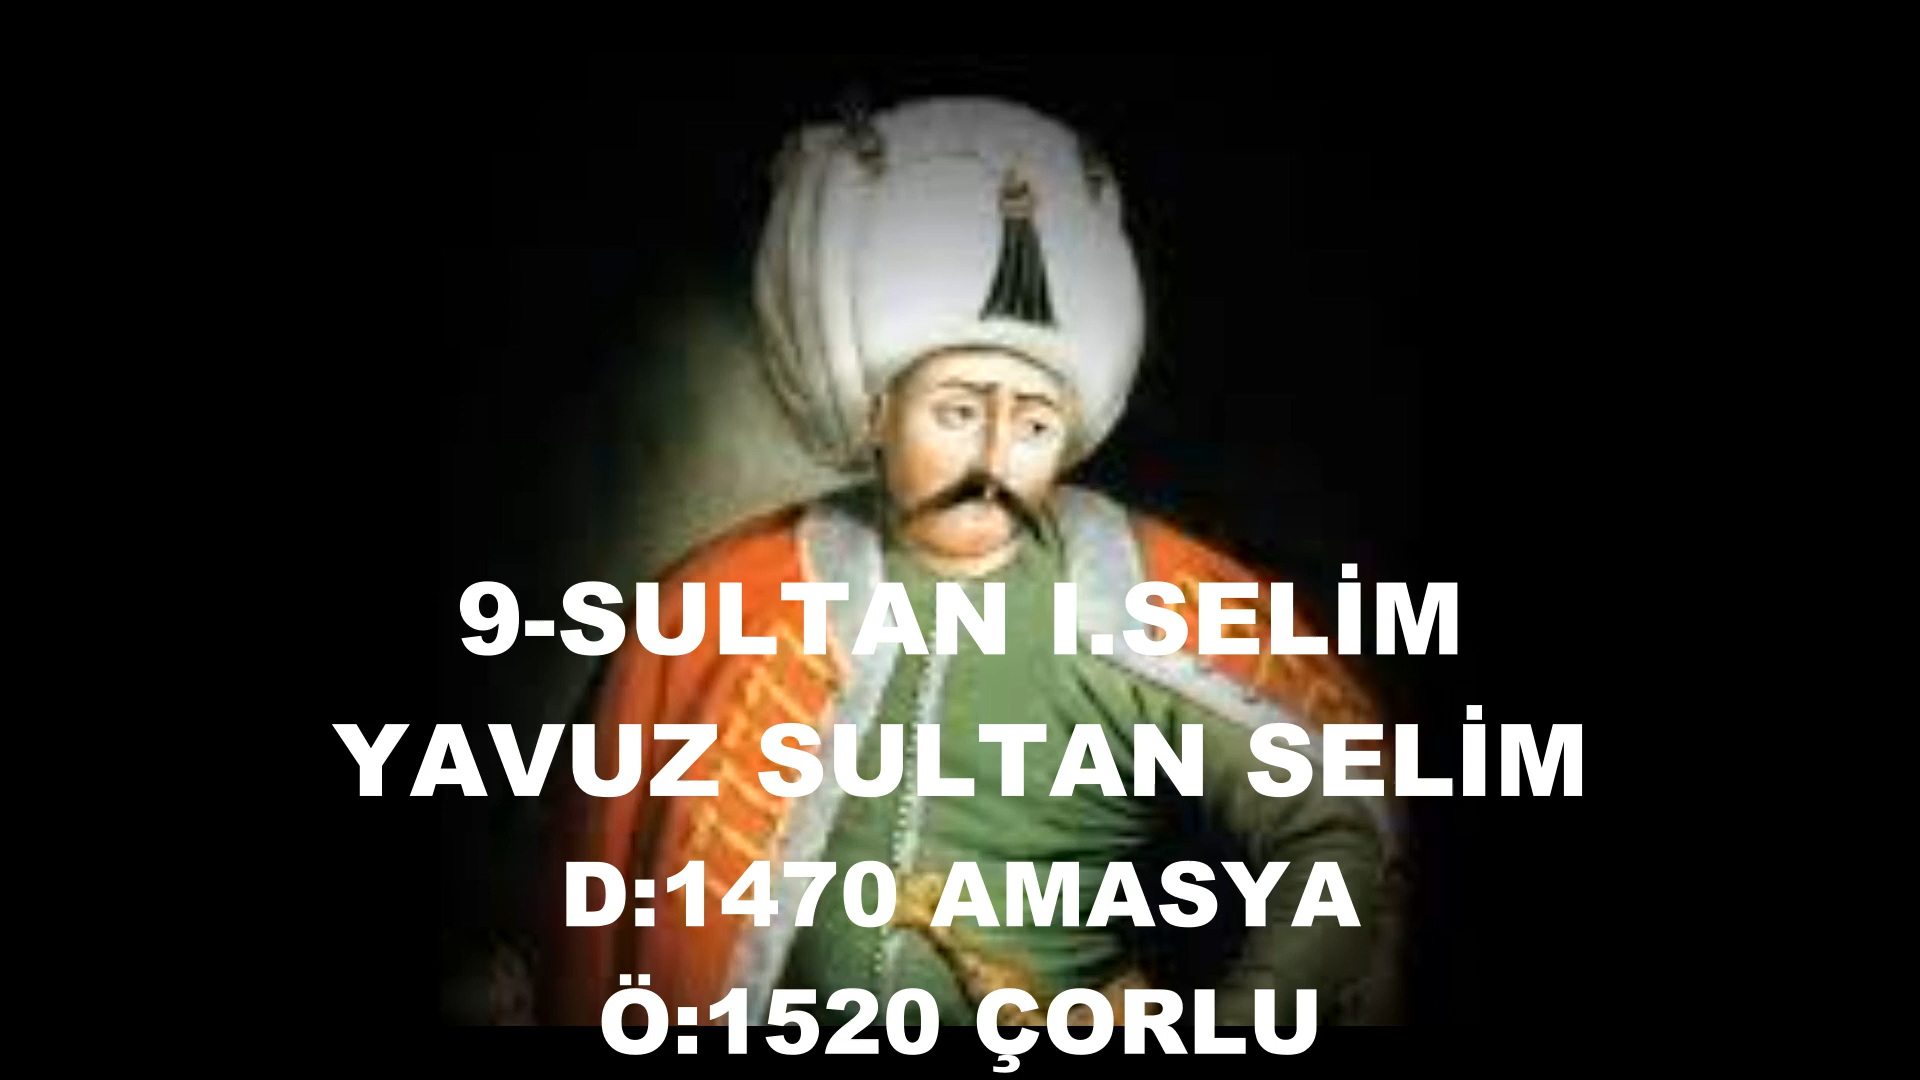 9-SULTAN I.SELİM
YAVUZ SULTAN SELİM
D:1470 AMASYA
Ö:1520 ÇORLU